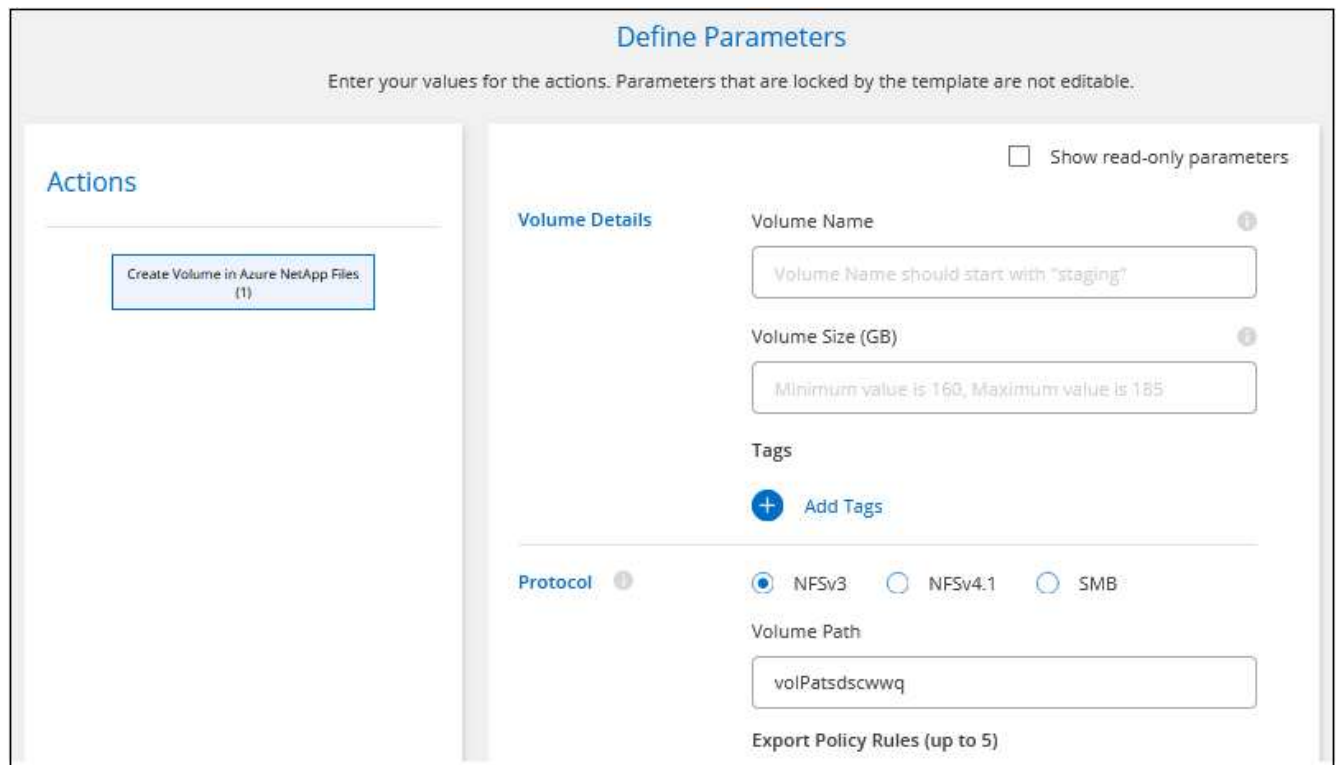 Define Parameters
Enter your values for the actions. Parameters that are locked by the template are not editable.
Actions
Create Volume in Azure NetApp Files
(1)
Show read-only parameters
Volume Details
Volume Name
Volume Name should start with "staging"
Volume Size (GB)
Minimum value is 160, Maximum value is 185
Tags
Add Tags
Protocol
NFSv3 NFSv4.1 SMB
Volume Path
volPatsdscwwq
Export Policy Rules (up to 5)